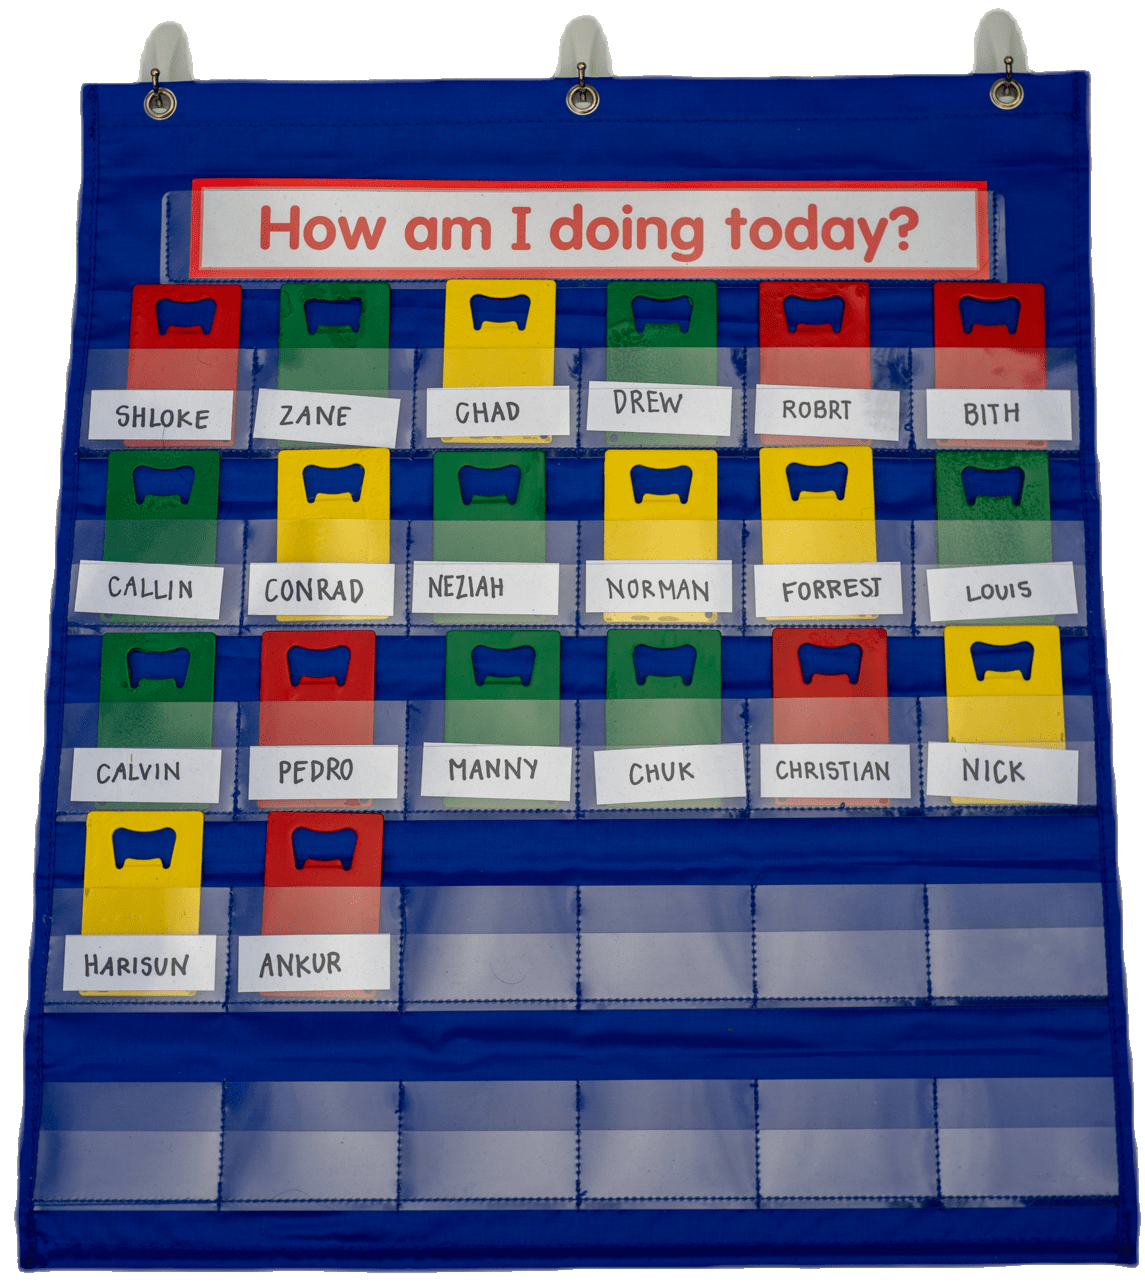 How am I doing today?
SHLOKE ZANE CHAD DREW ROBRT BITH
CALLIN CONRAD NEZIAH NORMAN FORREST LOUIS
CALVIN PEDRO MANNY CHUK CHRISTIAN NICK
HARISUN ANKUR